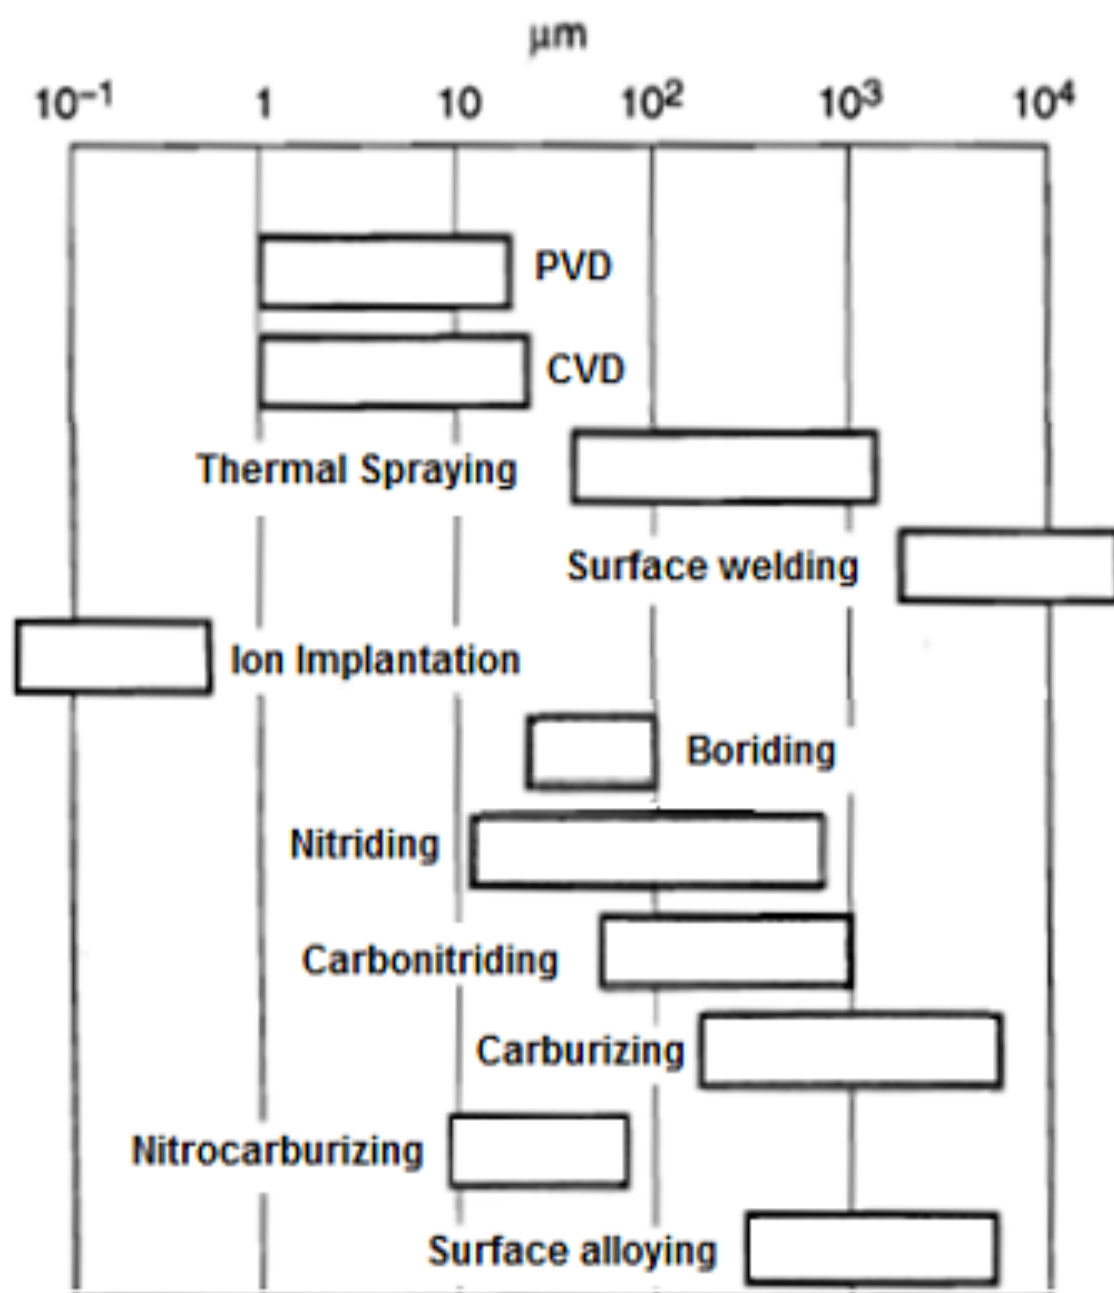 μm
10⁻¹ 1 10 10² 10³ 10⁴
PVD
CVD
Thermal Spraying
Surface welding
Ion Implantation
Boriding
Nitriding
Carbonitriding
Carburizing
Nitrocarburizing
Surface alloying